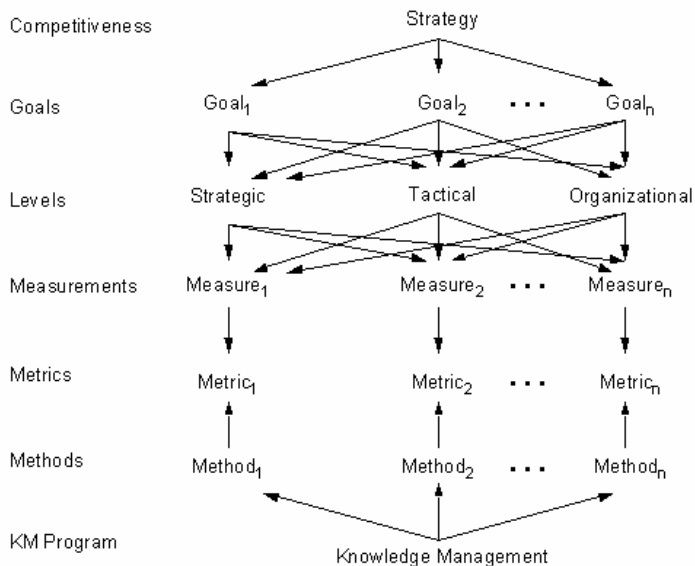 Competitiveness Strategy
Goals Goal₁ Goal₂ ... Goalₙ
Levels Strategic Tactical Organizational
Measurements Measure₁ Measure₂ ... Measureₙ
Metrics Metric₁ Metric₂ ... Metricₙ
Methods Method₁ Method₂ ... Methodₙ
KM Program Knowledge Management